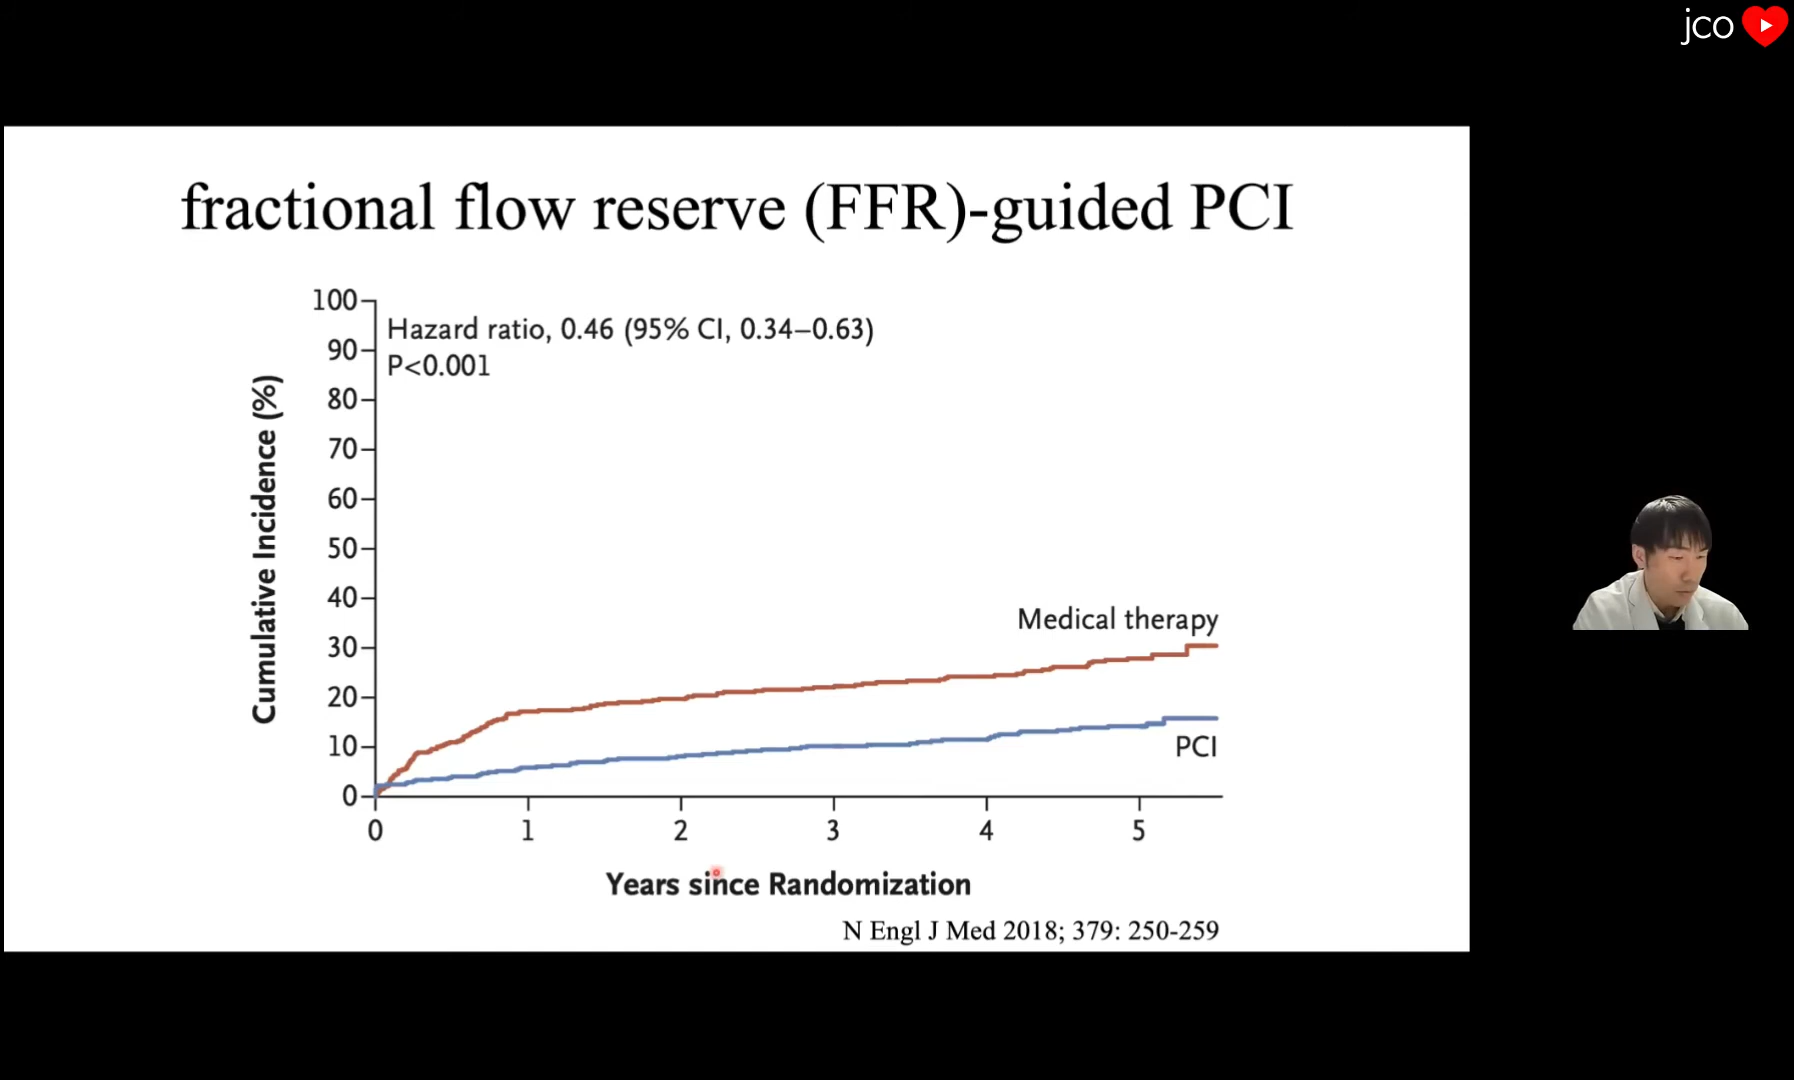 jco
fractional flow reserve (FFR)-guided PCI
Hazard ratio, 0.46 (95% CI, 0.34–0.63)
P<0.001
Cumulative Incidence (%)
100
90
80
70
60
50
40
30
20
10
0
Medical therapy
PCI
0 1 2 3 4 5
Years since Randomization
N Engl J Med 2018; 379: 250-259